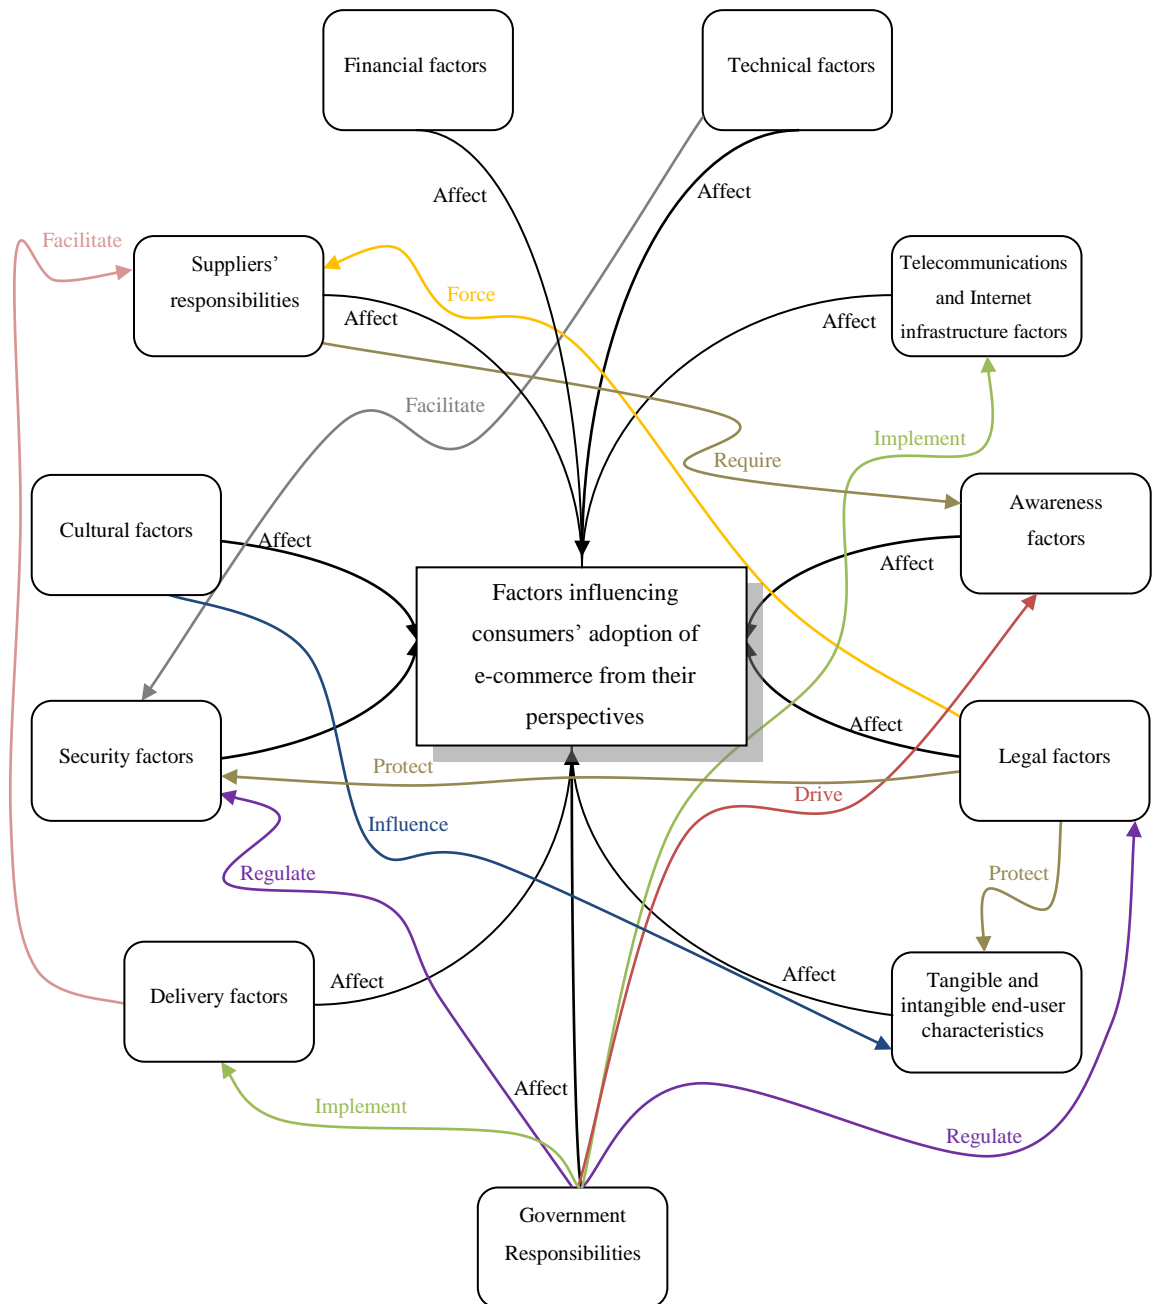 Financial factors
Technical factors
Affect
Affect
Facilitate
Suppliers’
responsibilities
Telecommunications
and Internet
infrastructure factors
Force
Affect
Affect
Facilitate
Implement
Require
Cultural factors
Awareness
factors
Affect
Affect
Factors influencing
consumers’ adoption of
e-commerce from their
perspectives
Security factors
Affect
Legal factors
Protect
Drive
Influence
Regulate
Protect
Delivery factors
Affect
Affect
Tangible and
intangible end-user
characteristics
Affect
Implement
Regulate
Government
Responsibilities